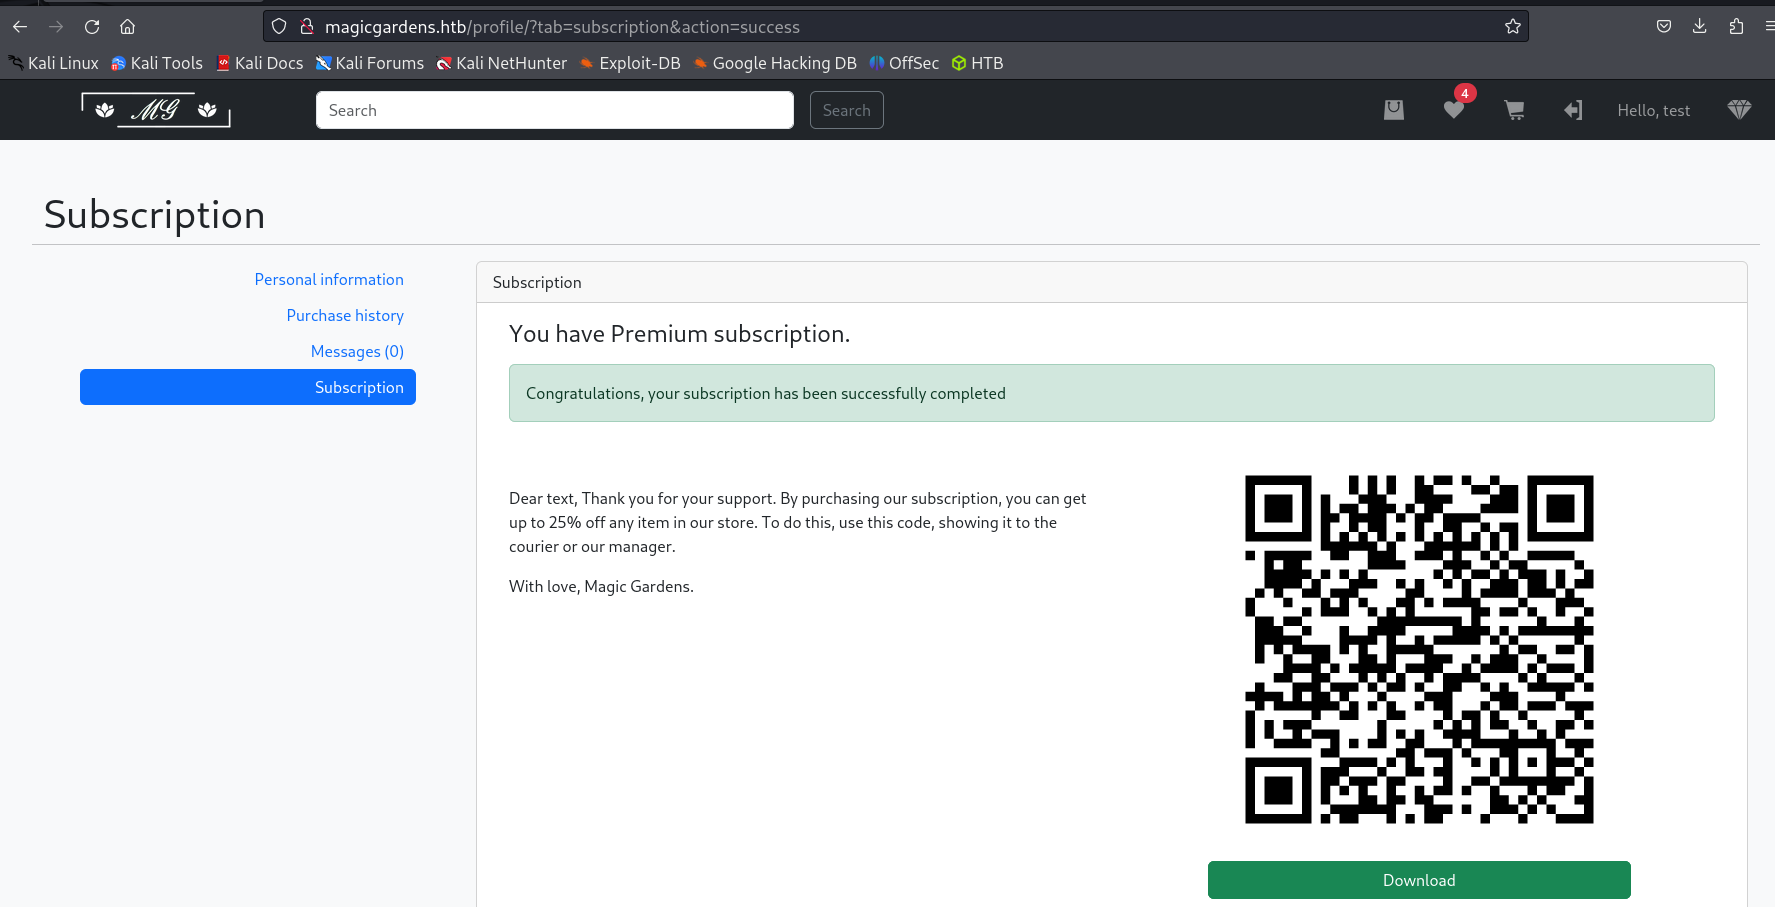 magicgardens.htb/profile/?tab=subscription&action=success
Kali Linux Kali Tools Kali Docs Kali Forums Kali NetHunter Exploit-DB Google Hacking DB OffSec HTB
MG Search Search 4 Hello, test
Subscription
Personal information
Purchase history
Messages (0)
Subscription
Subscription
You have Premium subscription.
Congratulations, your subscription has been successfully completed
Dear text, Thank you for your support. By purchasing our subscription, you can get
up to 25% off any item in our store. To do this, use this code, showing it to the
courier or our manager.
With love, Magic Gardens.
Download